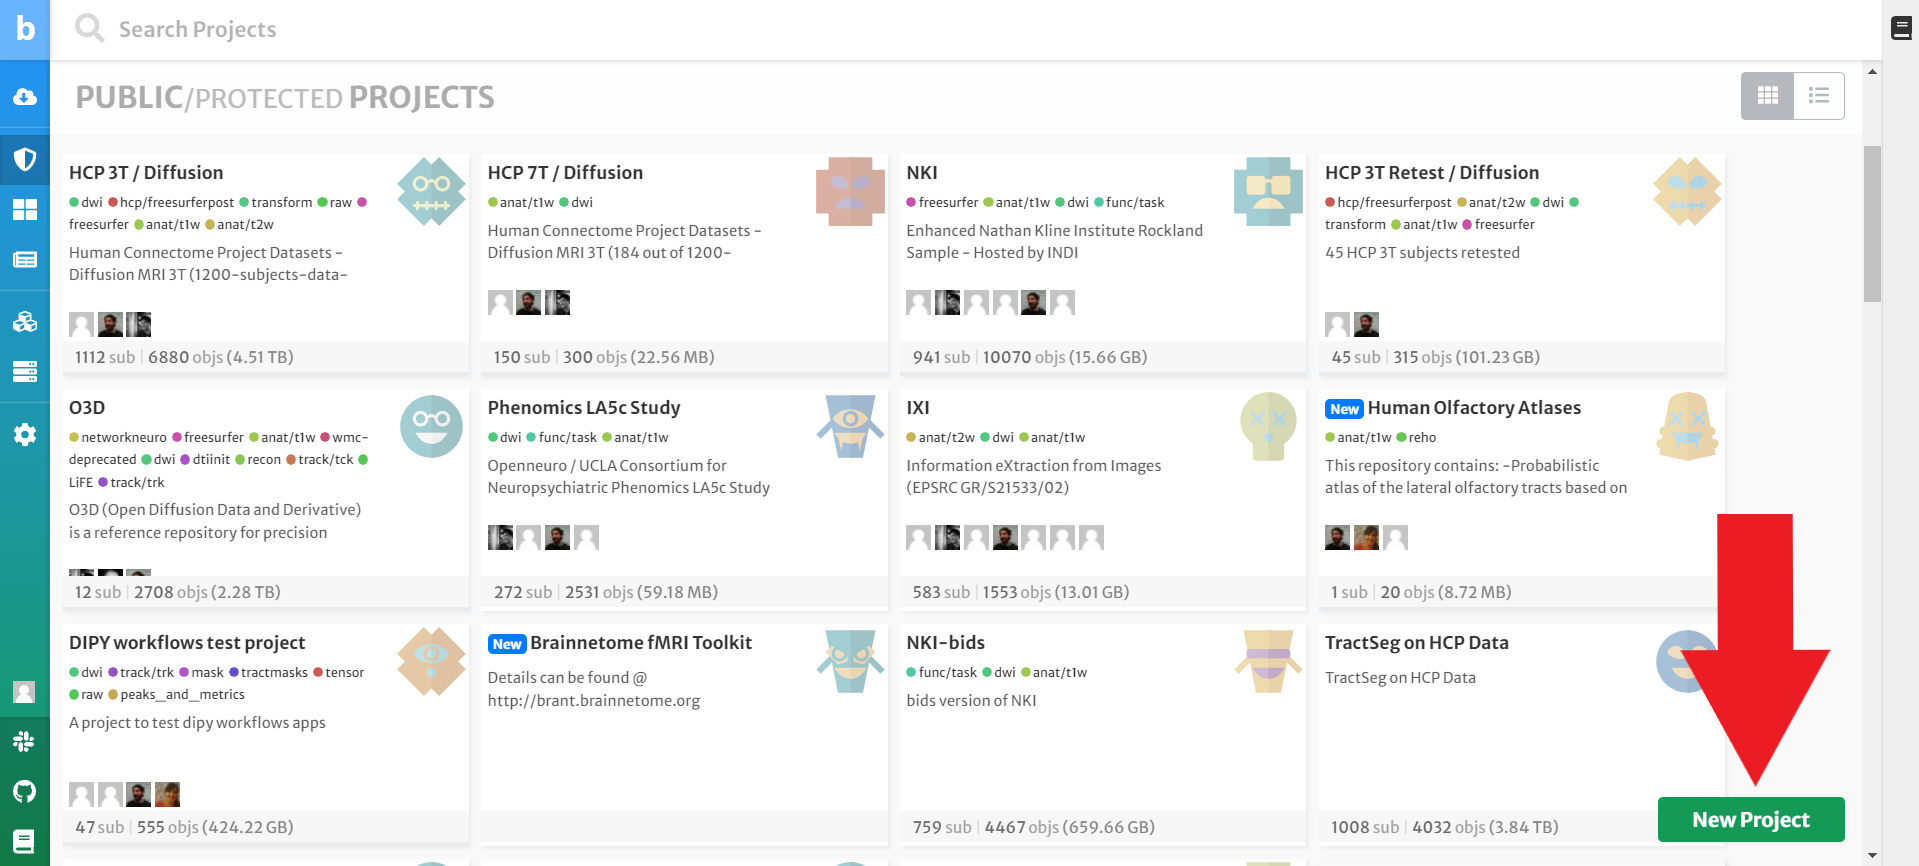 b
Search Projects
PUBLIC/PROTECTED PROJECTS
HCP 3T / Diffusion
dwi hcp/freesurferpost transform raw
freesurfer anat/t1w anat/t2w
Human Connectome Project Datasets -
Diffusion MRI 3T (1200-subjects-data-
1112 sub | 6880 objs (4.51 TB)
HCP 7T / Diffusion
anat/t1w dwi
Human Connectome Project Datasets -
Diffusion MRI 3T (184 out of 1200-
150 sub | 300 objs (22.56 MB)
NKI
freesurfer anat/t1w dwi func/task
Enhanced Nathan Kline Institute Rockland
Sample - Hosted by INDI
941 sub | 10070 objs (15.66 GB)
HCP 3T Retest / Diffusion
hcp/freesurferpost anat/t2w dwi
transform anat/t1w freesurfer
45 HCP 3T subjects retested
45 sub | 315 objs (101.23 GB)
O3D
networkneuro freesurfer anat/t1w wmc-
deprecated dwi dtiinit recon track/tck
LiFE track/trk
O3D (Open Diffusion Data and Derivative)
is a reference repository for precision
12 sub | 2708 objs (2.28 TB)
Phenomics LA5c Study
dwi func/task anat/t1w
Openneuro / UCLA Consortium for
Neuropsychiatric Phenomics LA5c Study
272 sub | 2531 objs (59.18 MB)
IXI
anat/t2w dwi anat/t1w
Information eXtraction from Images
(EPSRC GR/S21533/02)
583 sub | 1553 objs (13.01 GB)
New Human Olfactory Atlases
anat/t1w reho
This repository contains: -Probabilistic
atlas of the lateral olfactory tracts based on
1 sub | 20 objs (8.72 MB)
DIPY workflows test project
dwi track/trk mask tractmasks tensor
raw peaks_and_metrics
A project to test dipy workflows apps
47 sub | 555 objs (424.22 GB)
New Brainnetome fMRI Toolkit
Details can be found @
http://brant.brainnetome.org
NKI-bids
func/task dwi anat/t1w
bids version of NKI
759 sub | 4467 objs (659.66 GB)
TractSeg on HCP Data
TractSeg on HCP Data
1008 sub | 4032 objs (3.84 TB)
New Project